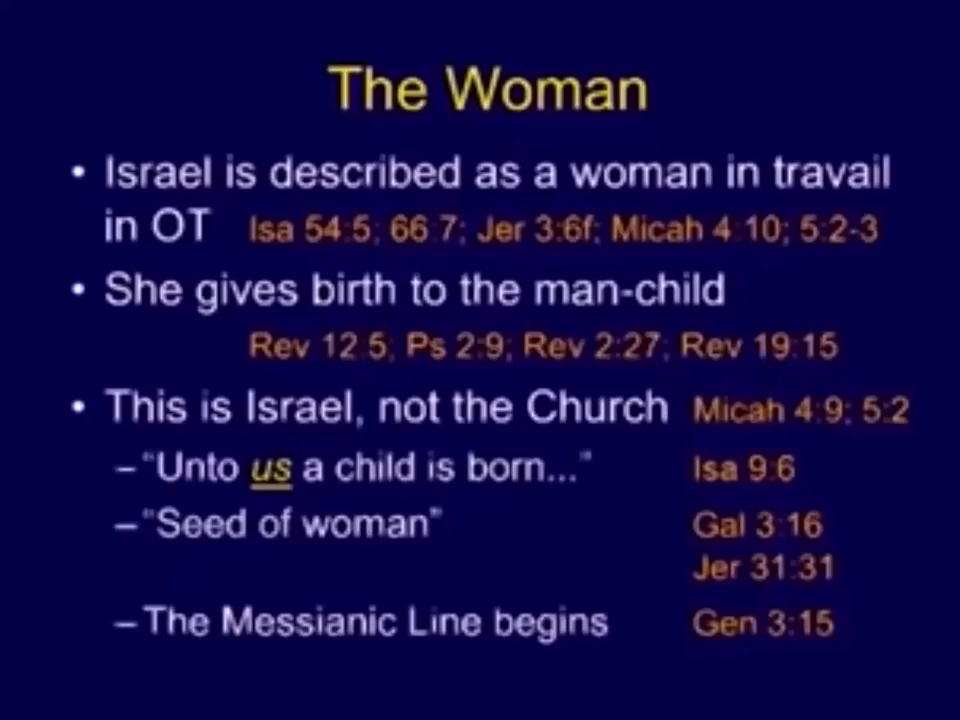 The Woman
• Israel is described as a woman in travail
in OT Isa 54:5; 66:7; Jer 3:6f; Micah 4:10; 5:2-3
• She gives birth to the man-child
Rev 12:5; Ps 2:9; Rev 2:27; Rev 19:15
• This is Israel, not the Church Micah 4:9; 5:2
– "Unto us a child is born..." Isa 9:6
– "Seed of woman" Gal 3:16
Jer 31:31
– The Messianic Line begins Gen 3:15